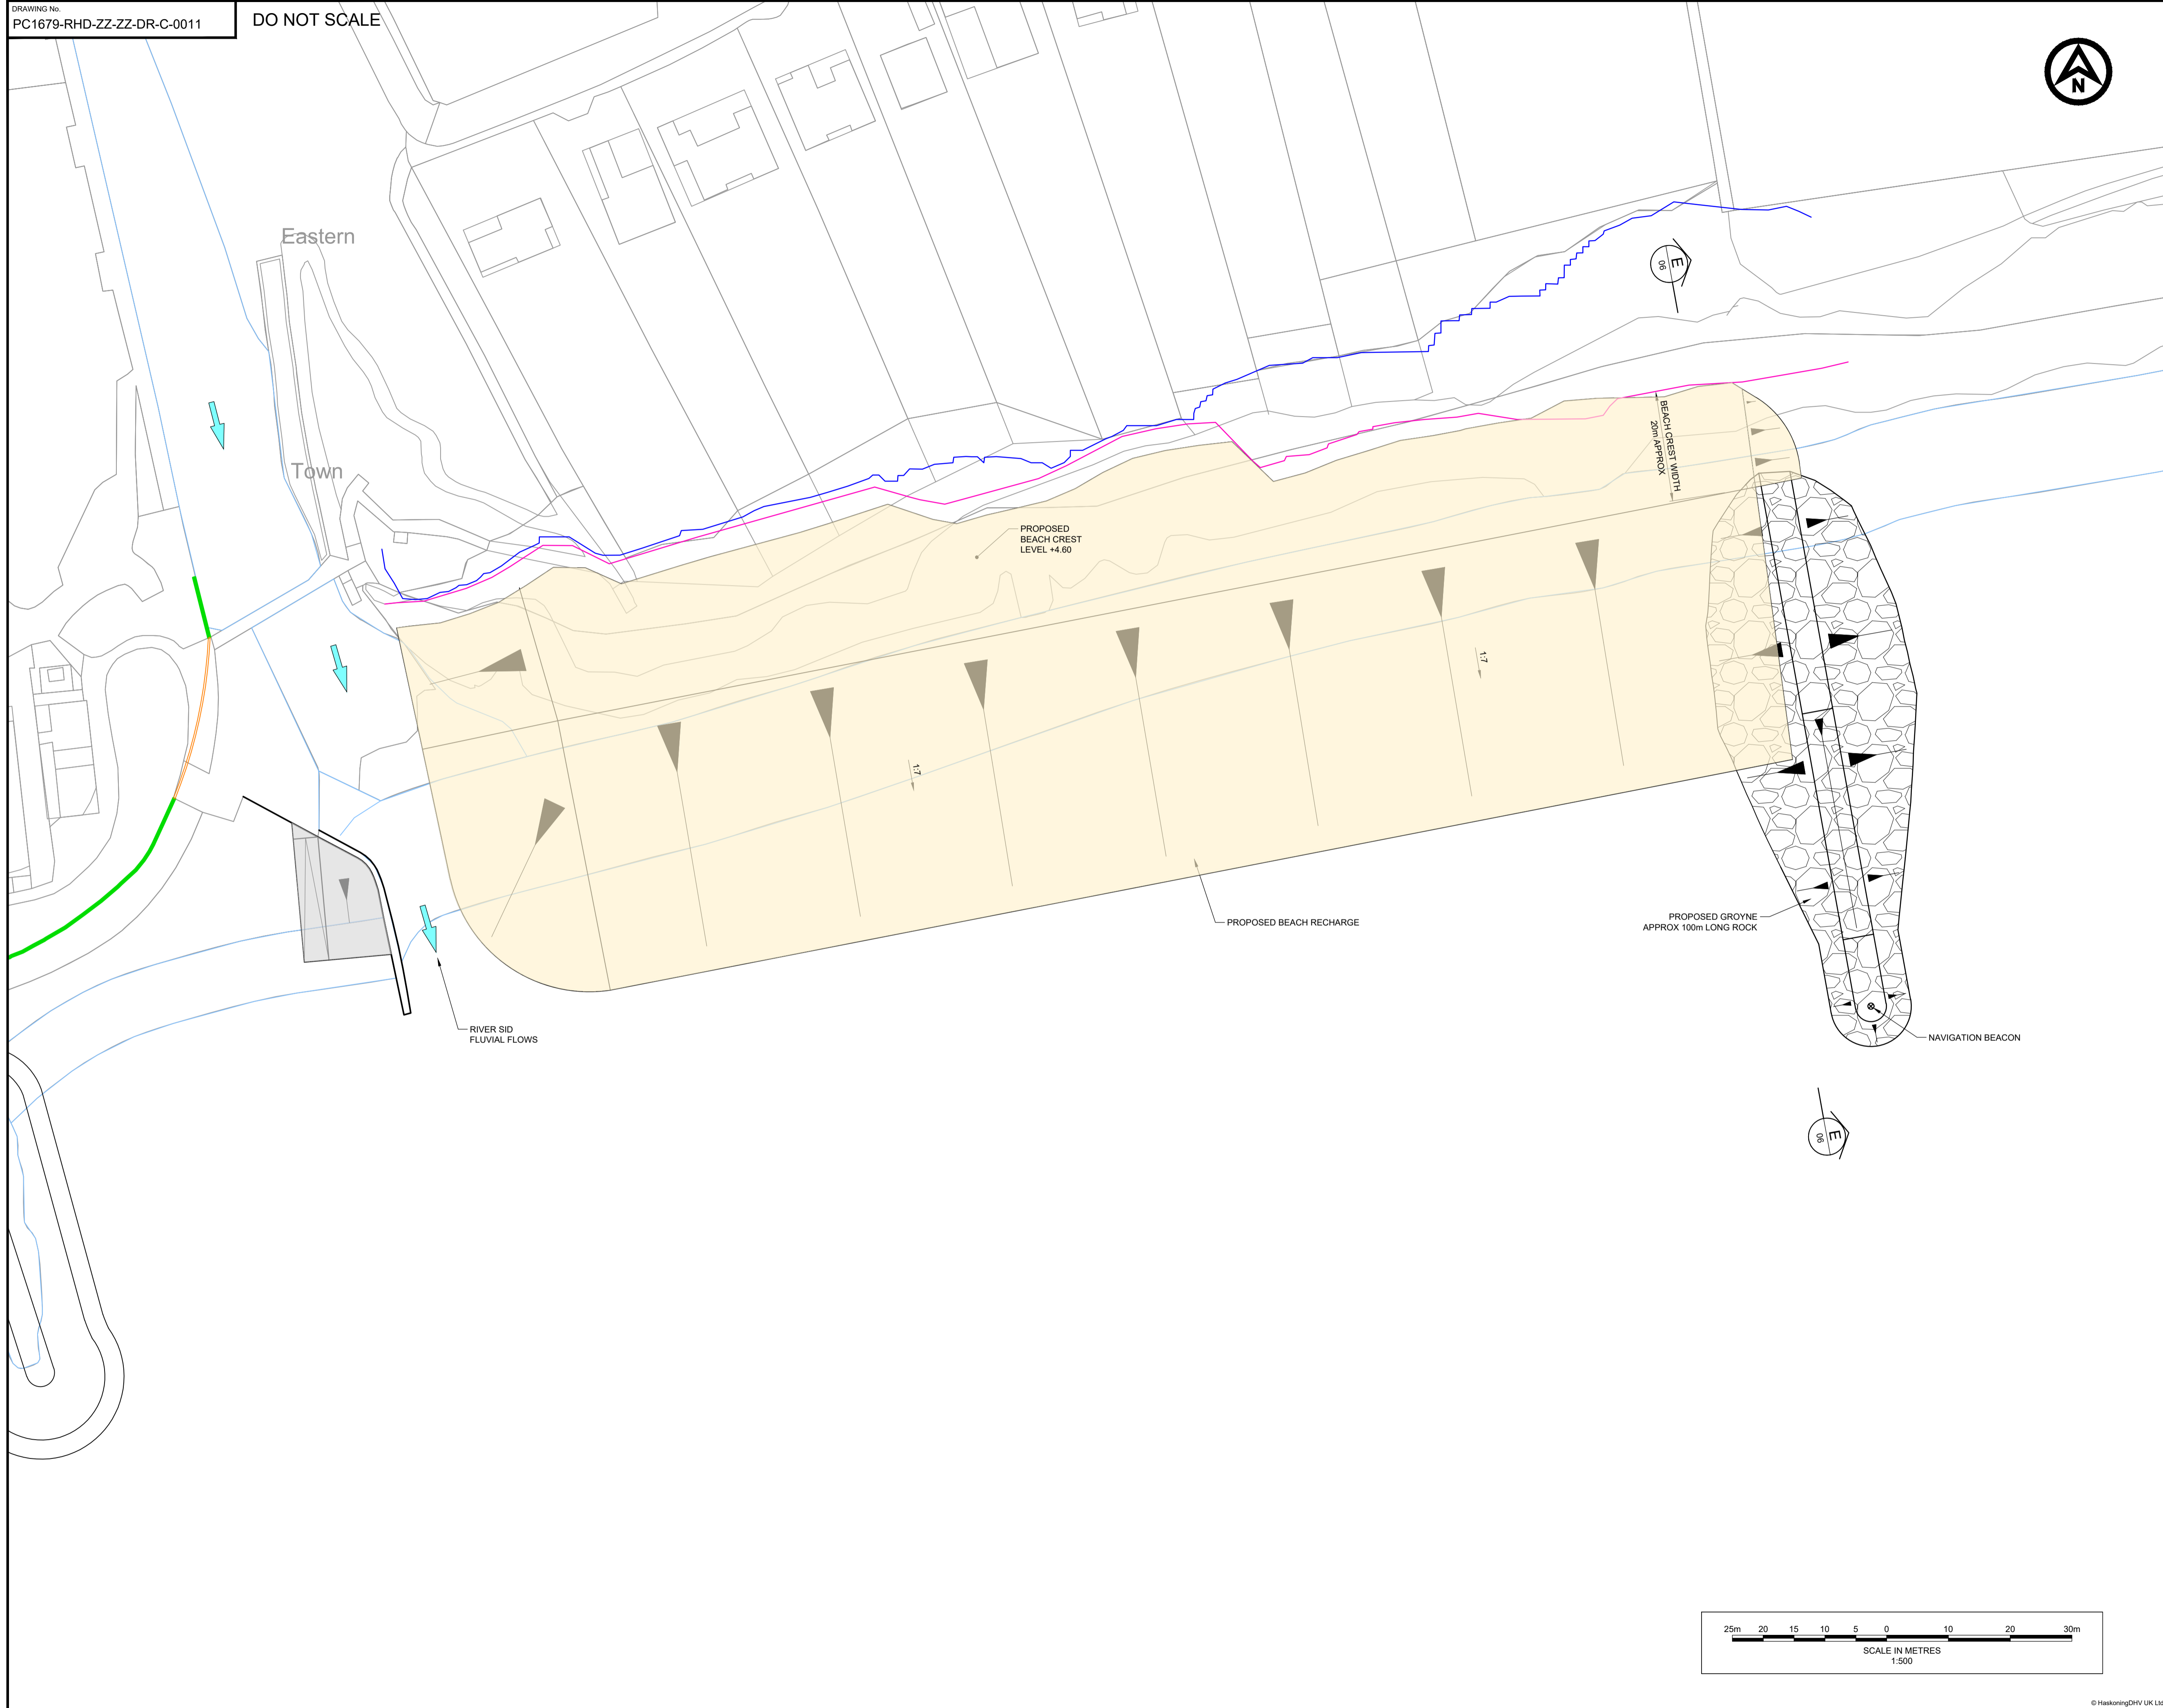 DRAWING No.
PC1679-RHD-ZZ-ZZ-DR-C-0011
DO NOT SCALE
N
Eastern
Town
E
06
BEACH CREST WIDTH
20m APPROX
PROPOSED
BEACH CREST
LEVEL +4.60
1:7
1:7
PROPOSED BEACH RECHARGE
PROPOSED GROYNE
APPROX 100m LONG ROCK
RIVER SID
FLUVIAL FLOWS
NAVIGATION BEACON
E
06
25m 20 15 10 5 0 10 20 30m
SCALE IN METRES
1:500
© HaskoningDHV UK Ltd